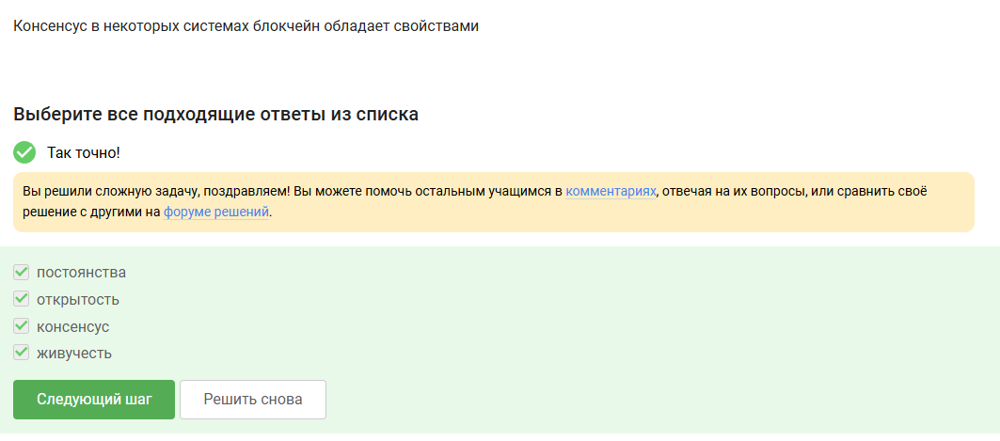 Консенсус в некоторых системах блокчейн обладает свойствами
Выберите все подходящие ответы из списка
Так точно!
Вы решили сложную задачу, поздравляем! Вы можете помочь остальным учащимся в комментариях, отвечая на их вопросы, или сравнить своё
решение с другими на форуме решений.
постоянства
открытость
консенсус
живучесть
Следующий шаг Решить снова